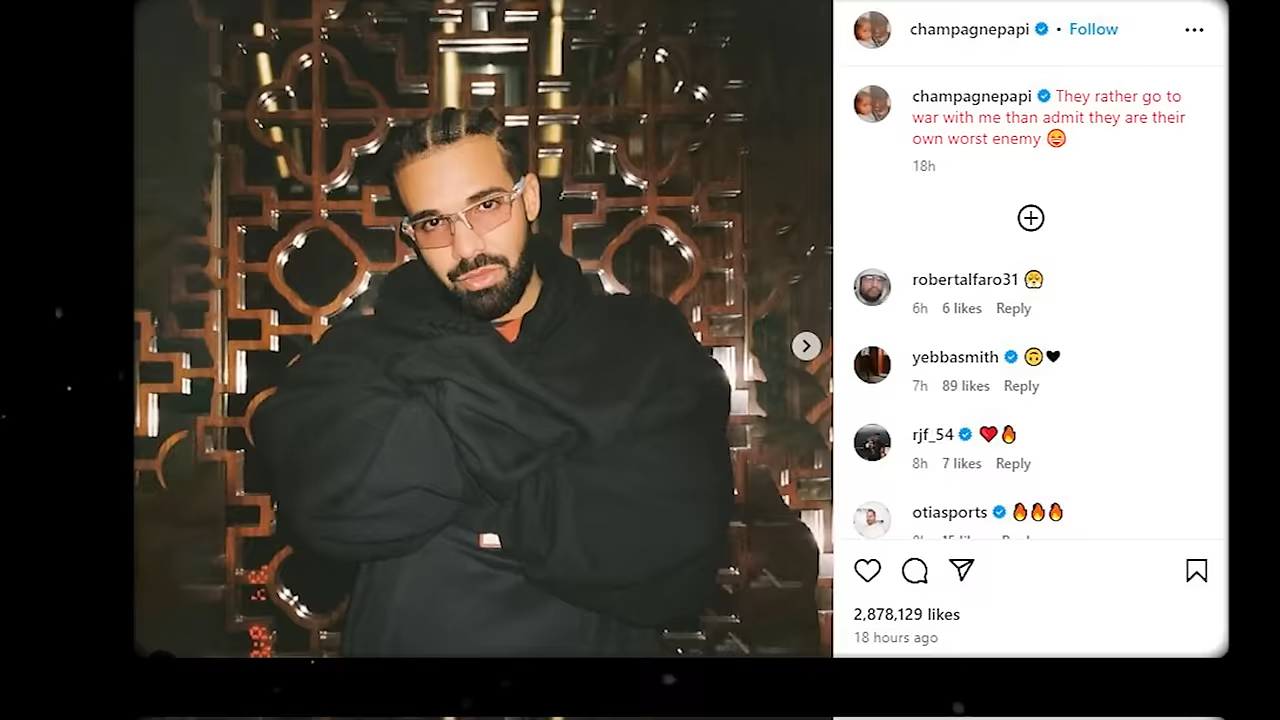 champagnepapi • Follow
champagnepapi They rather go to
war with me than admit they are their
own worst enemy 😄
18h
robertalfaro31 😮‍💨
6h 6 likes Reply
yebbasmith 🙃🖤
7h 89 likes Reply
rjf_54 ❤️🔥
8h 7 likes Reply
otiasports 🔥🔥🔥
2,878,129 likes
18 hours ago